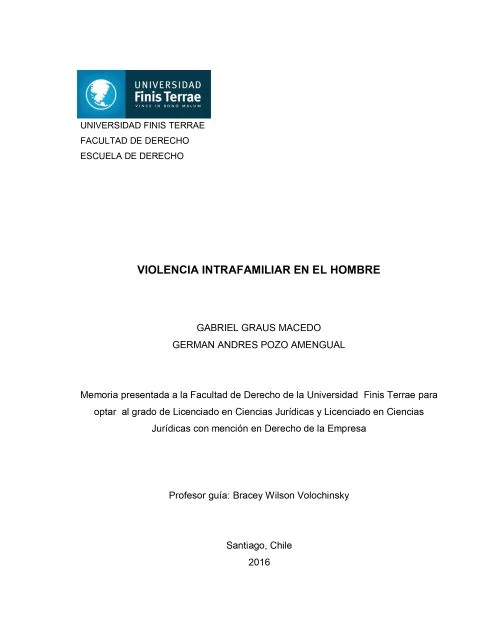 UNIVERSIDAD
Finis Terrae
VINCE IN BONO MALUM
UNIVERSIDAD FINIS TERRAE
FACULTAD DE DERECHO
ESCUELA DE DERECHO
VIOLENCIA INTRAFAMILIAR EN EL HOMBRE
GABRIEL GRAUS MACEDO
GERMAN ANDRES POZO AMENGUAL
Memoria presentada a la Facultad de Derecho de la Universidad Finis Terrae para
optar al grado de Licenciado en Ciencias Jurídicas y Licenciado en Ciencias
Jurídicas con mención en Derecho de la Empresa
Profesor guía: Bracey Wilson Volochinsky
Santiago, Chile
2016